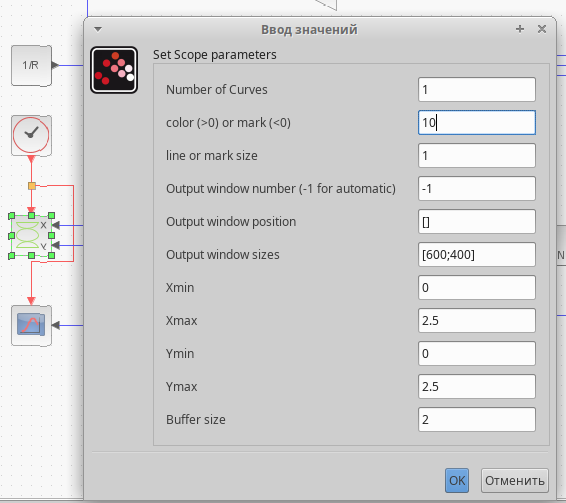 Ввод значений
Set Scope parameters
Number of Curves 1
color (>0) or mark (<0) 10
line or mark size 1
Output window number (-1 for automatic) -1
Output window position []
Output window sizes [600;400]
Xmin 0
Xmax 2.5
Ymin 0
Ymax 2.5
Buffer size 2
OK Отменить
1/R
X
Y
N